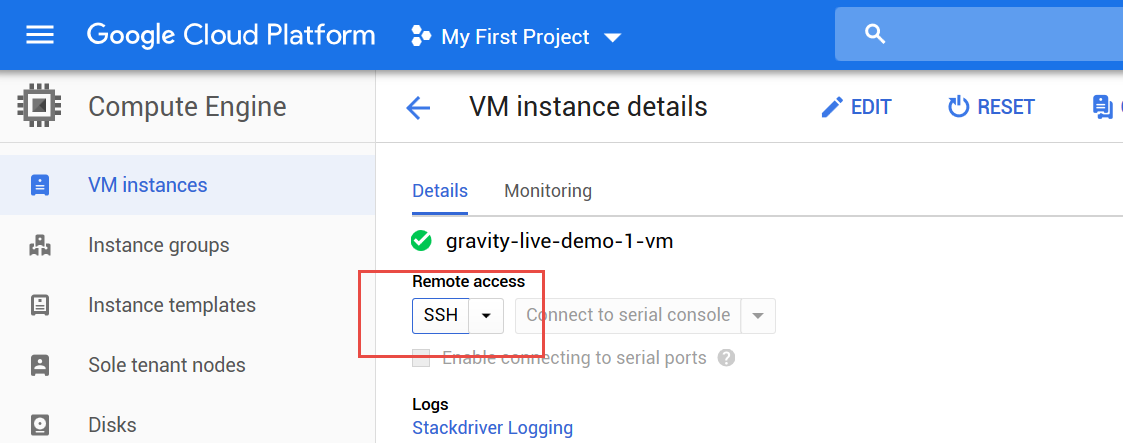 Google Cloud Platform My First Project
Compute Engine
VM instance details
EDIT
RESET
VM instances
Instance groups
Instance templates
Sole tenant nodes
Disks
Details Monitoring
gravity-live-demo-1-vm
Remote access
SSH Connect to serial console
Enable connecting to serial ports
Logs
Stackdriver Logging